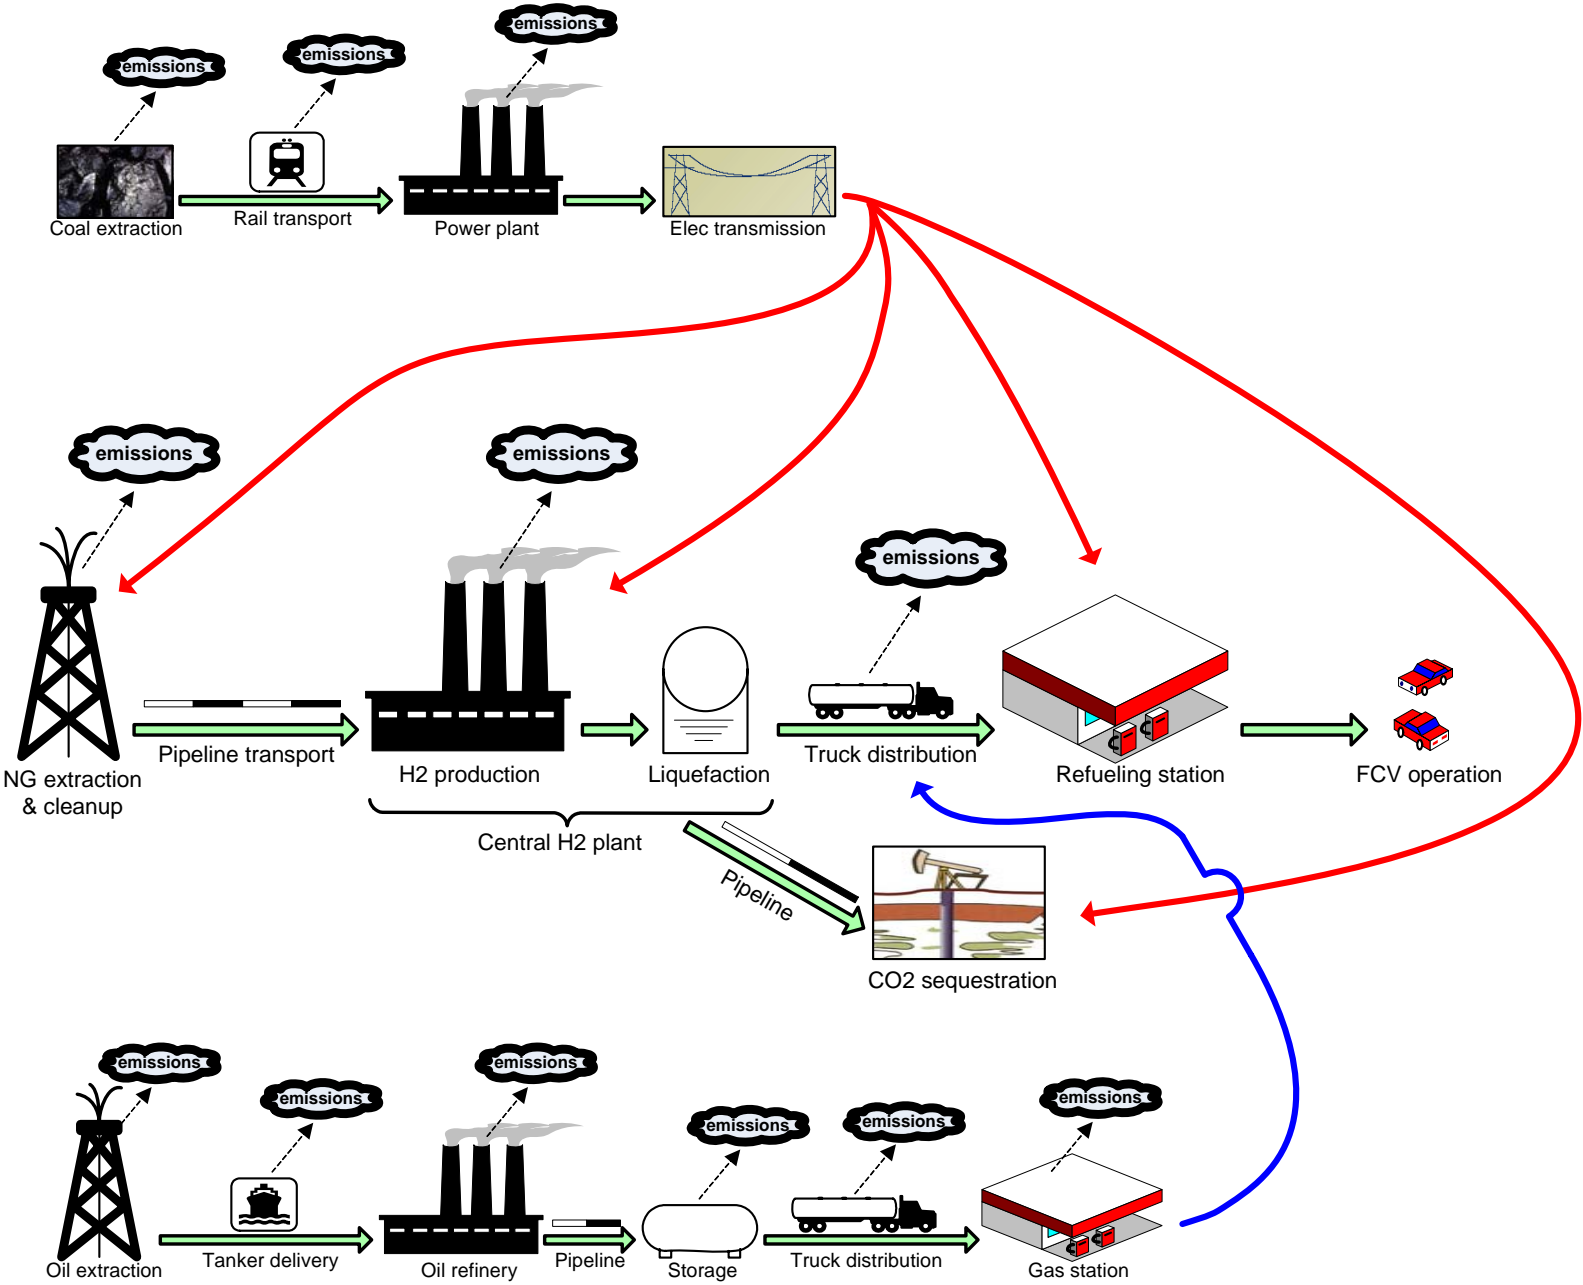 emissions
emissions
emissions
Coal extraction
Rail transport
Power plant
Elec transmission
emissions
emissions
emissions
NG extraction
& cleanup
Pipeline transport
H2 production
Liquefaction
Truck distribution
Refueling station
FCV operation
Central H2 plant
Pipeline
CO2 sequestration
emissions
emissions
emissions
emissions
emissions
emissions
Oil extraction
Tanker delivery
Oil refinery
Pipeline
Storage
Truck distribution
Gas station